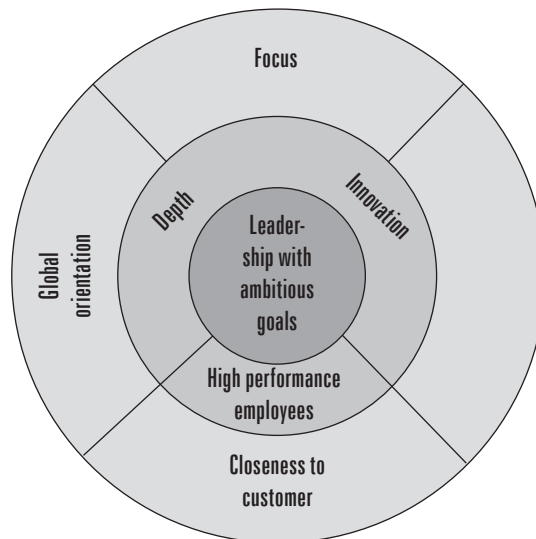 Focus
Depth
Innovation
Global
orientation
Leader-
ship with
ambitious
goals
High performance
employees
Closeness to
customer